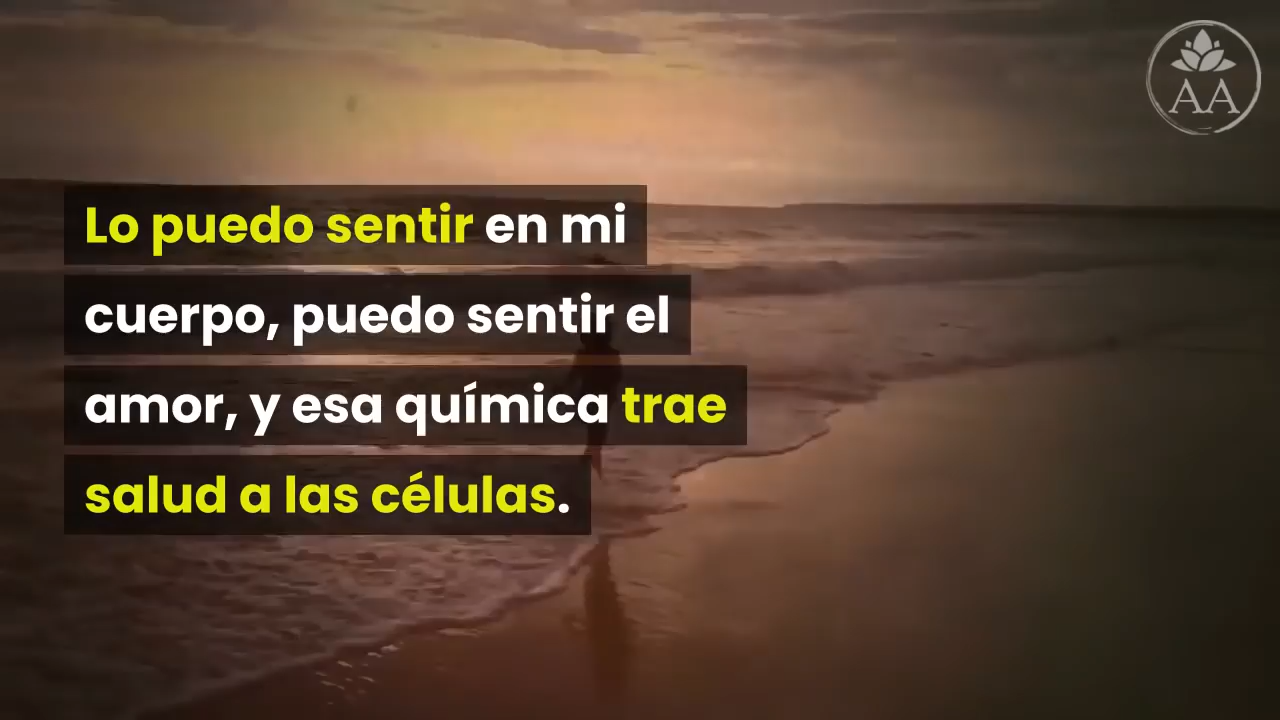 AA
Lo puedo sentir en mi
cuerpo, puedo sentir el
amor, y esa química trae
salud a las células.